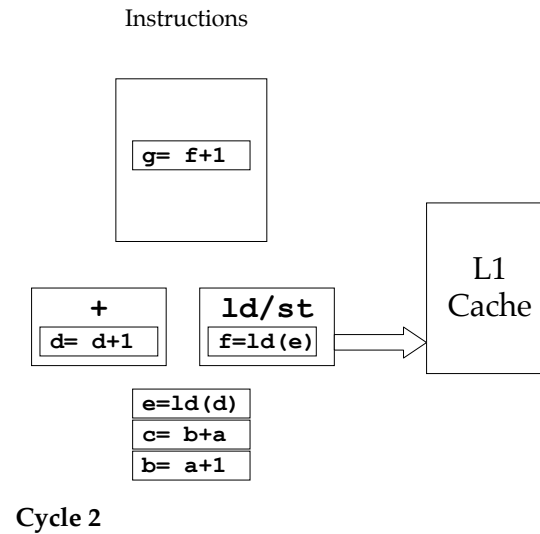 Instructions
g= f+1
L1
Cache
+
ld/st
d= d+1
f=ld(e)
e=ld(d)
c= b+a
b= a+1
Cycle 2